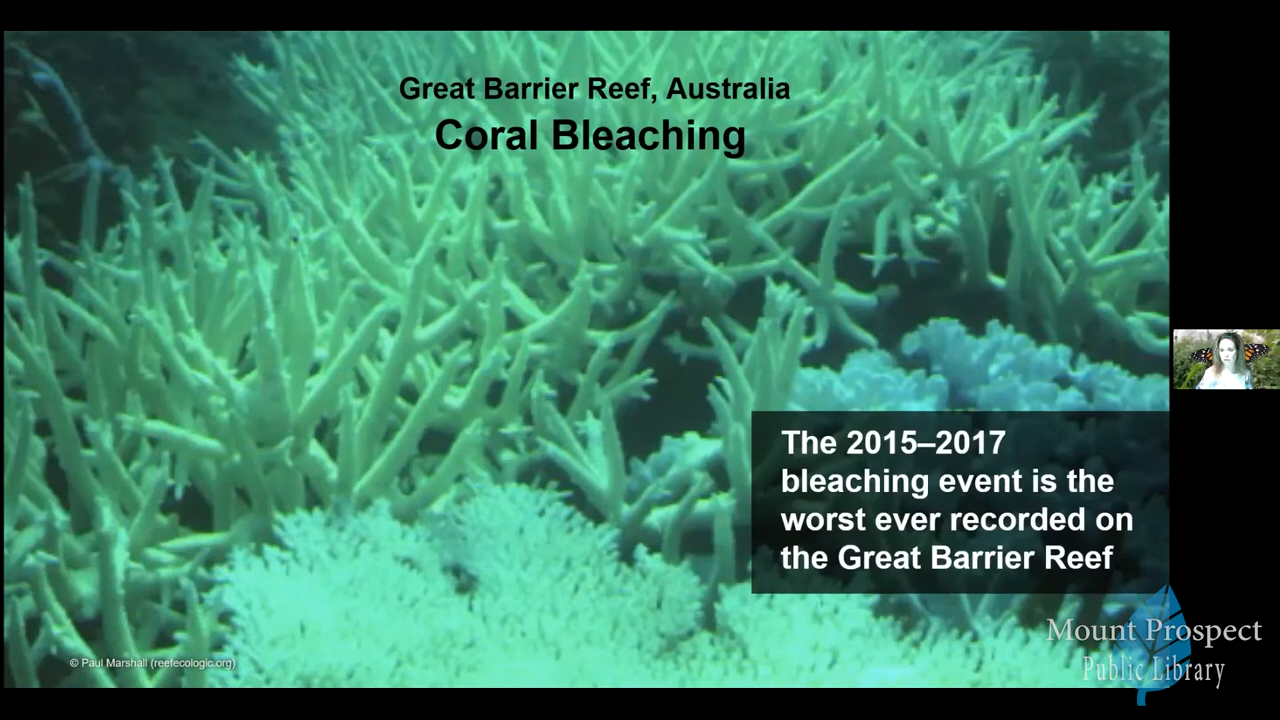 Great Barrier Reef, Australia
Coral Bleaching
The 2015–2017
bleaching event is the
worst ever recorded on
the Great Barrier Reef
© Paul Marshall (reefecologic.org)
Mount Prospect
Public Library